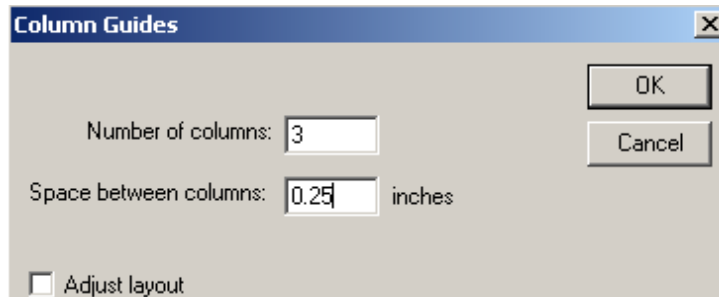 Column Guides
OK
Number of columns: 3
Cancel
Space between columns: 0.25 inches
Adjust layout